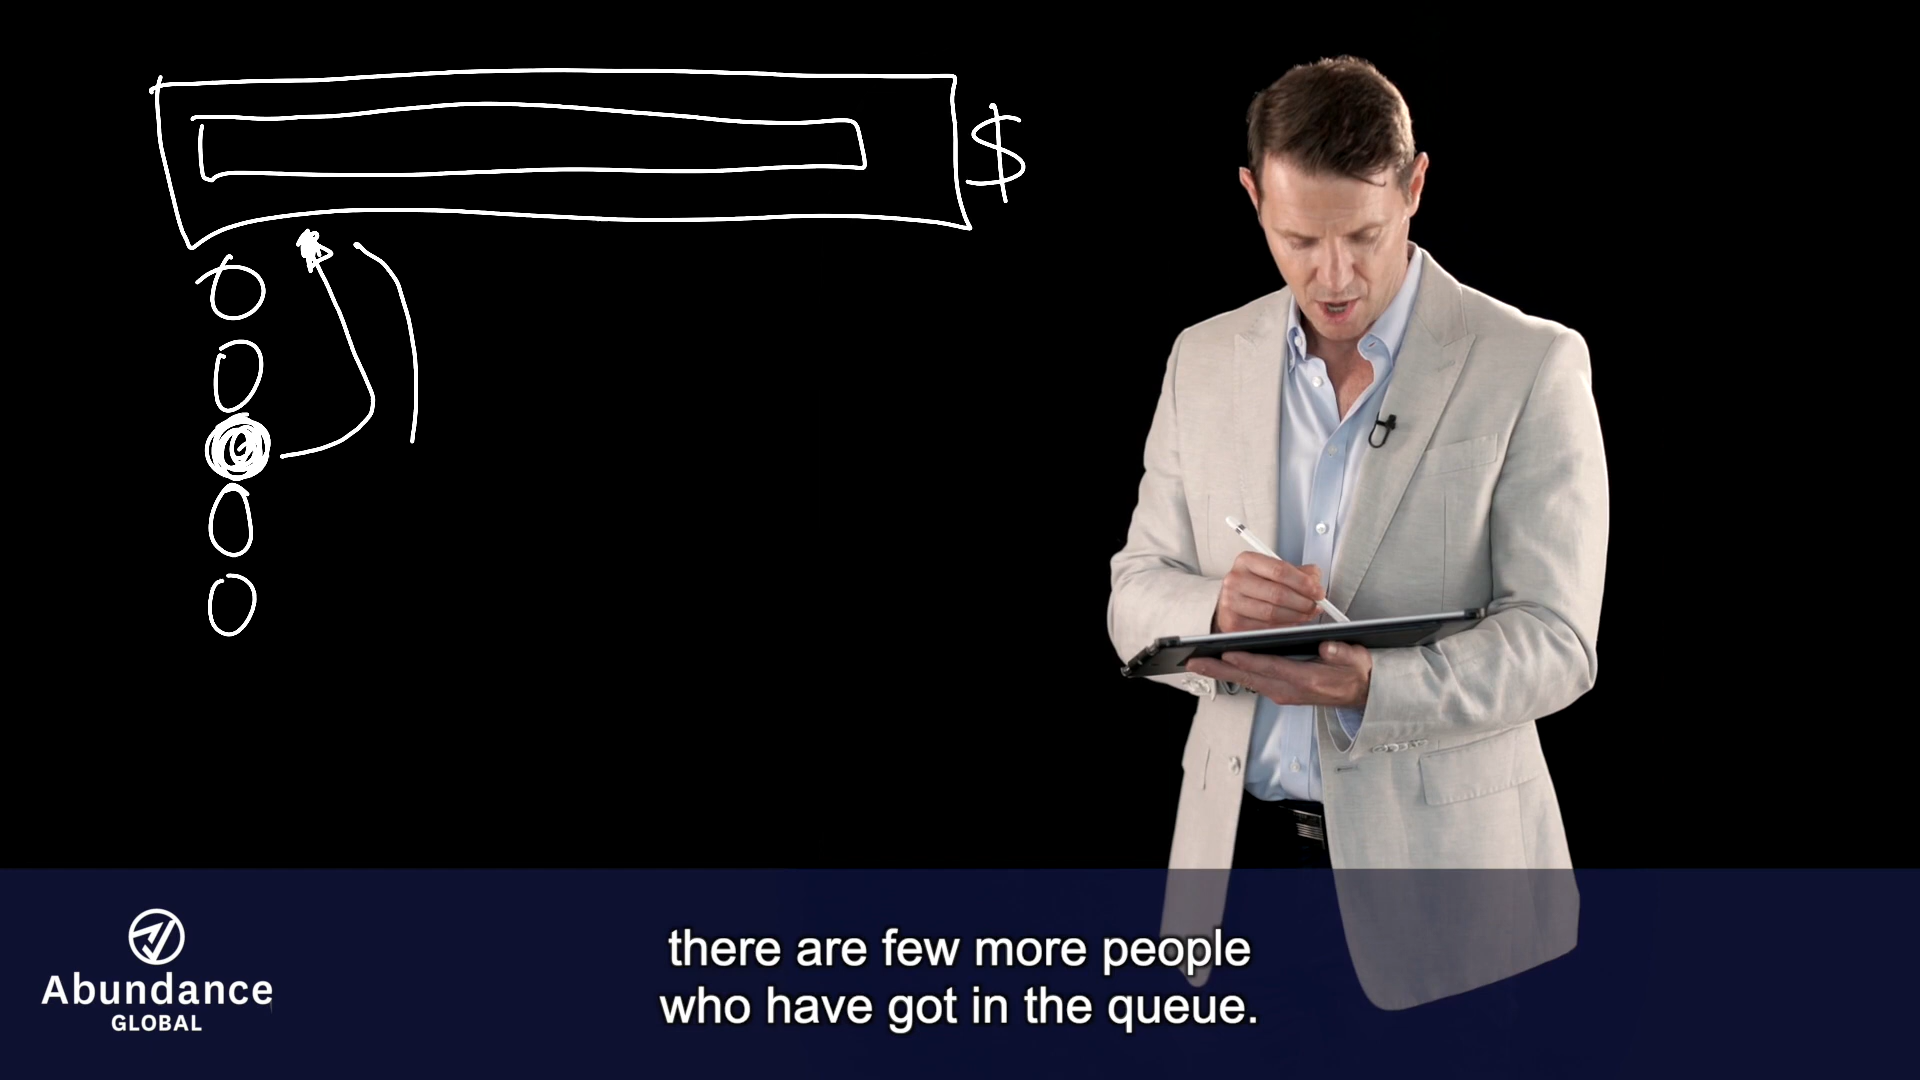 $
there are few more people
who have got in the queue.
Abundance
GLOBAL